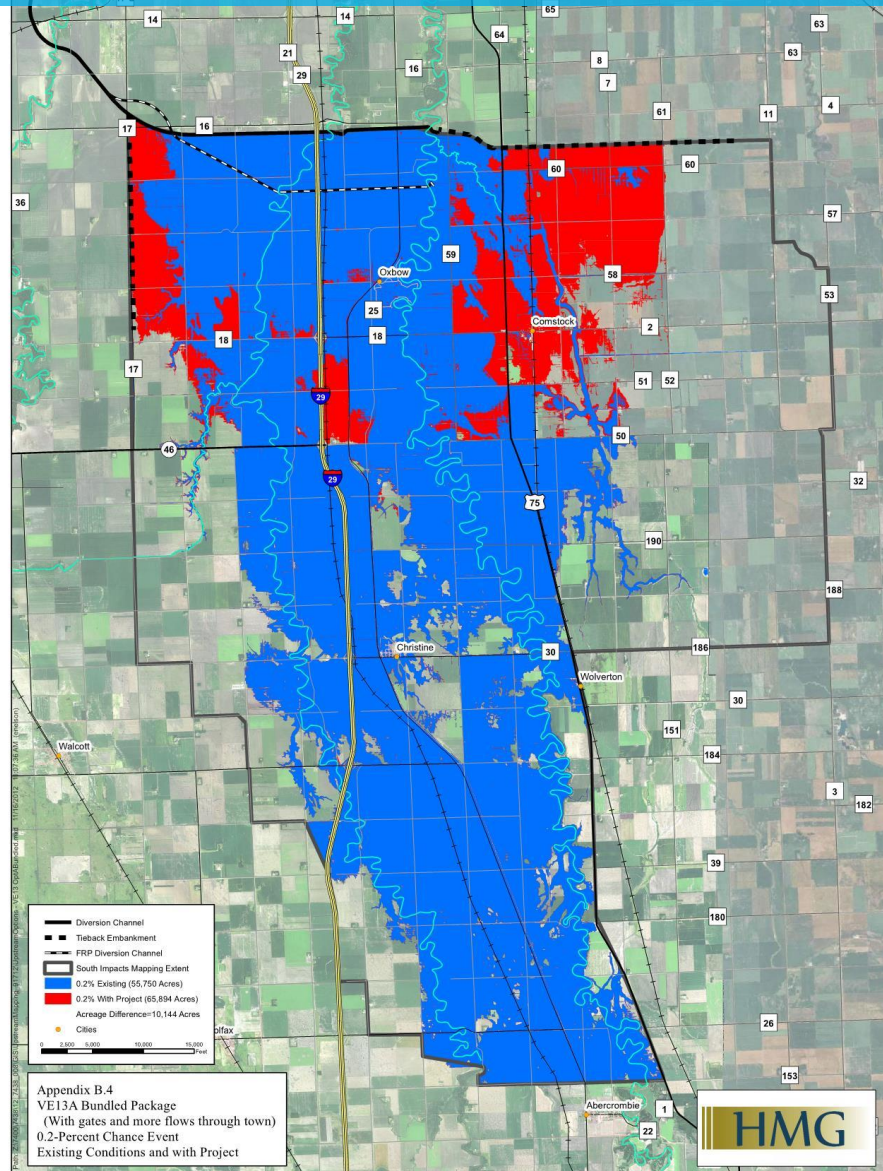 65
14
14
63
21
64
63
8
16
29
7
61
4
11
17
16
60
60
36
57
59
58
Oxbow
53
25
Comstock
2
18
18
17
51
52
29
50
46
29
32
75
190
188
186
Christine
30
Wolverton
30
151
Walcott
184
3
182
39
180
26
153
Diversion Channel
Tieback Embankment
FRP Diversion Channel
South Impacts Mapping Extent
0.2% Existing (55,750 Acres)
0.2% With Project (65,894 Acres)
Acreage Difference=10,144 Acres
Cities
0 2,500 5,000 10,000 15,000
Feet
olfax
Appendix B.4
VE13A Bundled Package
(With gates and more flows through town)
0.2-Percent Chance Event
Existing Conditions and with Project
Abercrombie
1
22
HMG